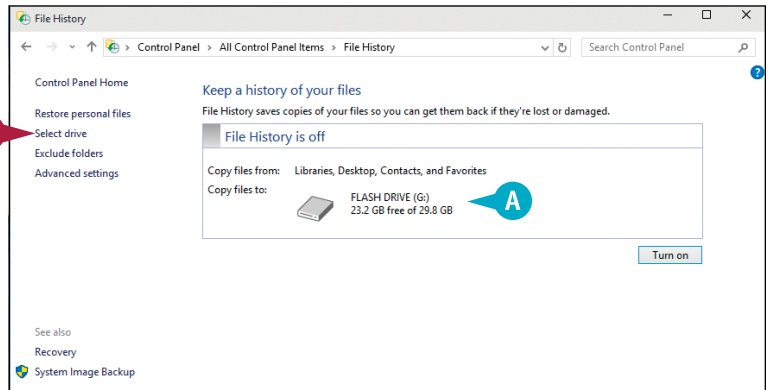 File History
Control Panel > All Control Panel Items > File History
Search Control Panel
?
Control Panel Home
Restore personal files
Select drive
Exclude folders
Advanced settings
Keep a history of your files
File History saves copies of your files so you can get them back if they're lost or damaged.
File History is off
Copy files from: Libraries, Desktop, Contacts, and Favorites
Copy files to:
FLASH DRIVE (G:)
23.2 GB free of 29.8 GB
A
Turn on
See also
Recovery
System Image Backup